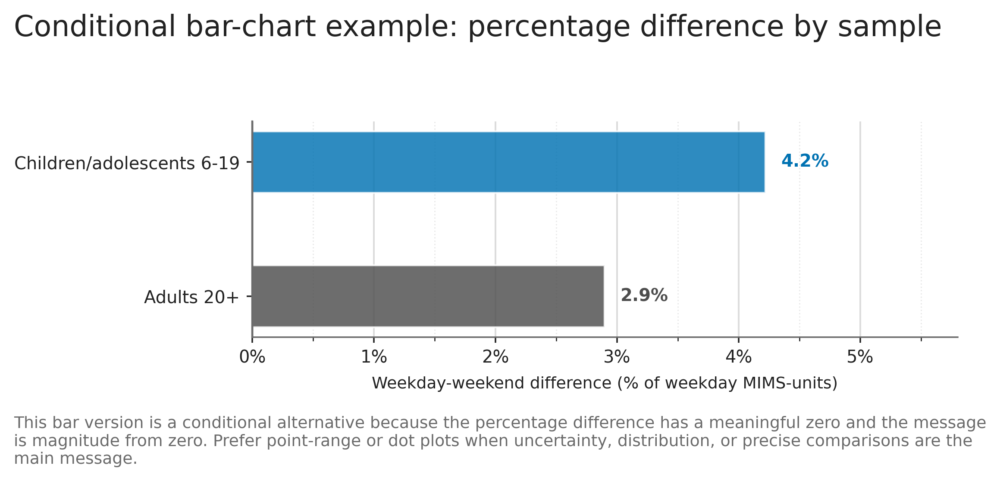 Conditional bar-chart example: percentage difference by sample
Children/adolescents 6-19
4.2%
Adults 20+
2.9%
0% 1% 2% 3% 4% 5%
Weekday-weekend difference (% of weekday MIMS-units)
This bar version is a conditional alternative because the percentage difference has a meaningful zero and the message
is magnitude from zero. Prefer point-range or dot plots when uncertainty, distribution, or precise comparisons are the
main message.